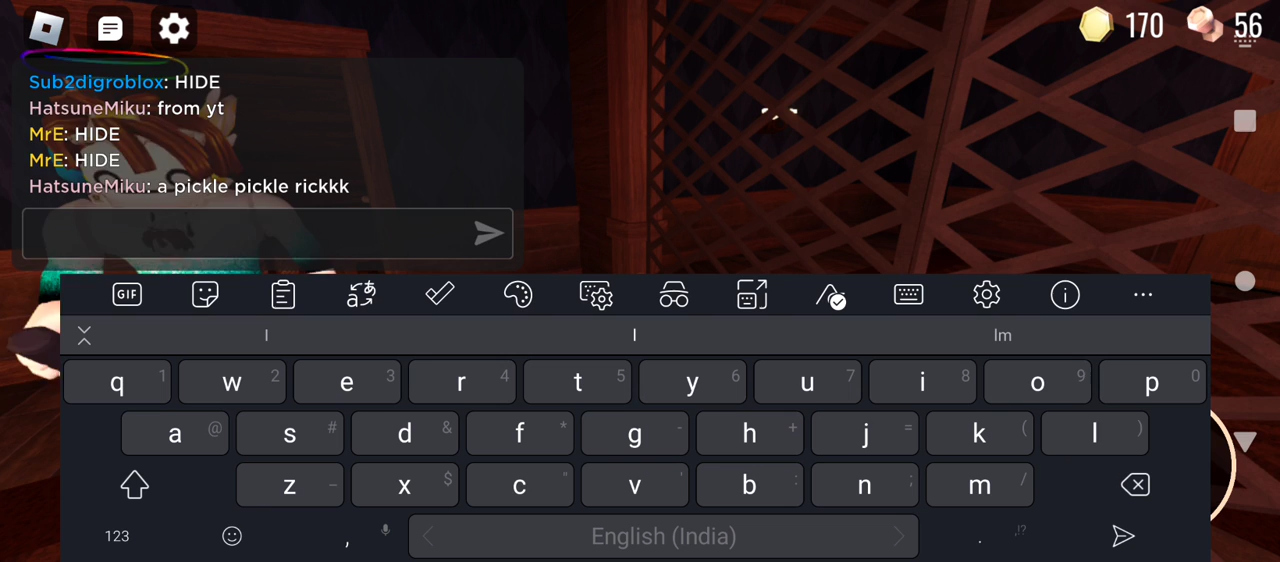 170
56
Sub2digroblox: HIDE
HatsuneMiku: from yt
MrE: HIDE
MrE: HIDE
HatsuneMiku: a pickle pickle rickkk
GIF
I
I
Im
q 1 w 2 e 3 r 4 t 5 y 6 u 7 i 8 o 9 p 0
a @ s # d & f * g - h + j = k ( l )
z _ x $ c " v ' b : n ; m /
123 , English (India) . ,!?